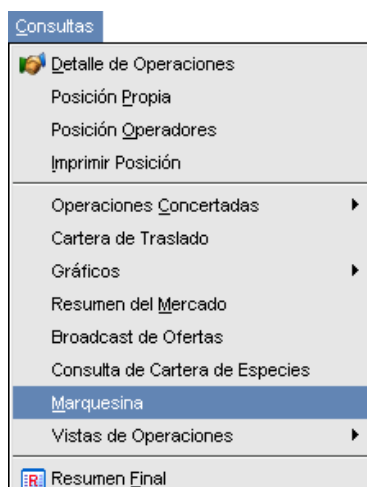 Consultas
Detalle de Operaciones
Posición Propia
Posición Operadores
Imprimir Posición
Operaciones Concertadas
Cartera de Traslado
Gráficos
Resumen del Mercado
Broadcast de Ofertas
Consulta de Cartera de Especies
Marquesina
Vistas de Operaciones
R Resumen Final